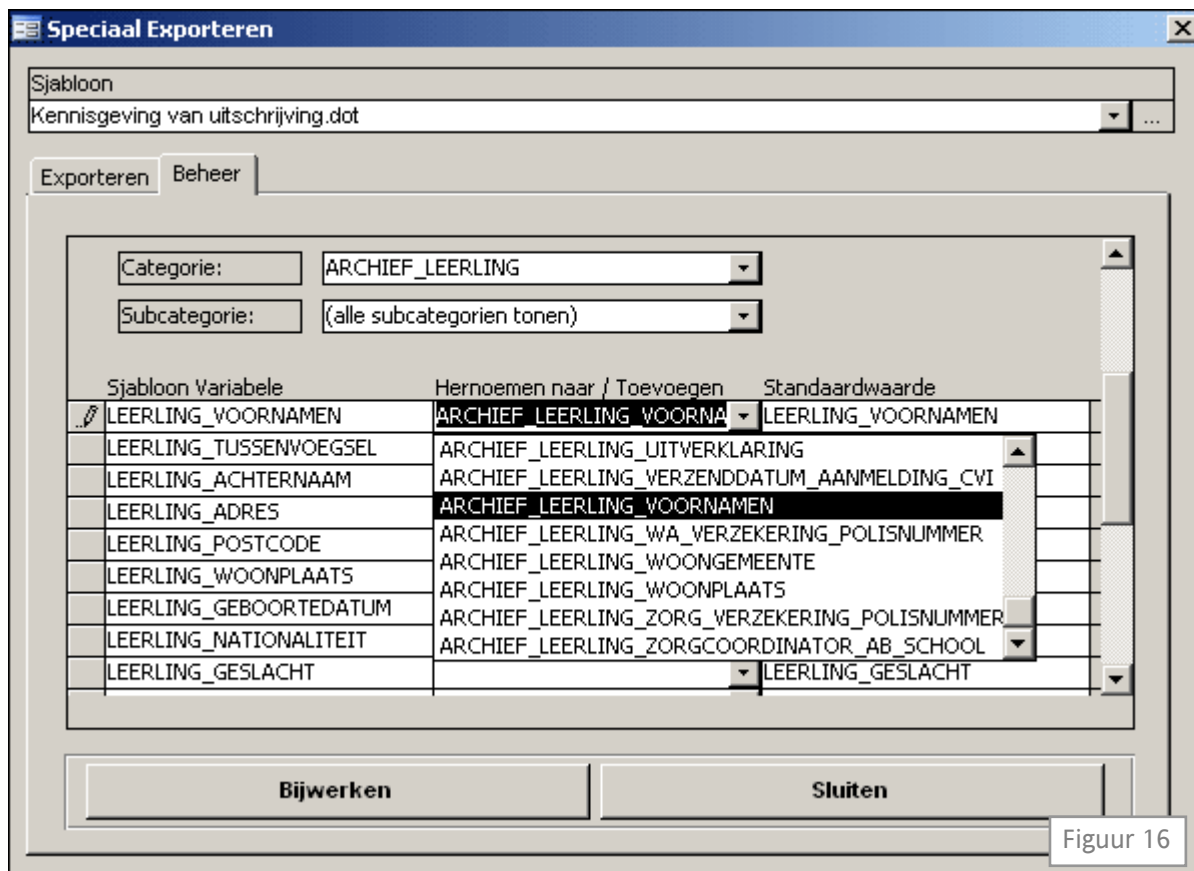 Speciaal Exporteren
Sjabloon
Kennisgeving van uitschrijving.dot
...
Exporteren Beheer
Categorie: ARCHIEF_LEERLING
Subcategorie: (alle subcategorien tonen)
Sjabloon Variabele Hernoemen naar / Toevoegen Standaardwaarde
LEERLING_VOORNAMEN ARCHIEF_LEERLING_VOORNA LEERLING_VOORNAMEN
LEERLING_TUSSENVOEGSEL
LEERLING_ACHTERNAAM
LEERLING_ADRES
LEERLING_POSTCODE
LEERLING_WOONPLAATS
LEERLING_GEBOORTEDATUM
LEERLING_NATIONALITEIT
ARCHIEF_LEERLING_UITVERKLARING
ARCHIEF_LEERLING_VERZENDDATUM_AANMELDING_CVI
ARCHIEF_LEERLING_VOORNAMEN
ARCHIEF_LEERLING_WA_VERZEKERING_POLISNUMMER
ARCHIEF_LEERLING_WOONGEMEENTE
ARCHIEF_LEERLING_WOONPLAATS
ARCHIEF_LEERLING_ZORG_VERZEKERING_POLISNUMMER
ARCHIEF_LEERLING_ZORGCOORDINATOR_AB_SCHOOL
LEERLING_GESLACHT LEERLING_GESLACHT
Bijwerken Sluiten
Figuur 16